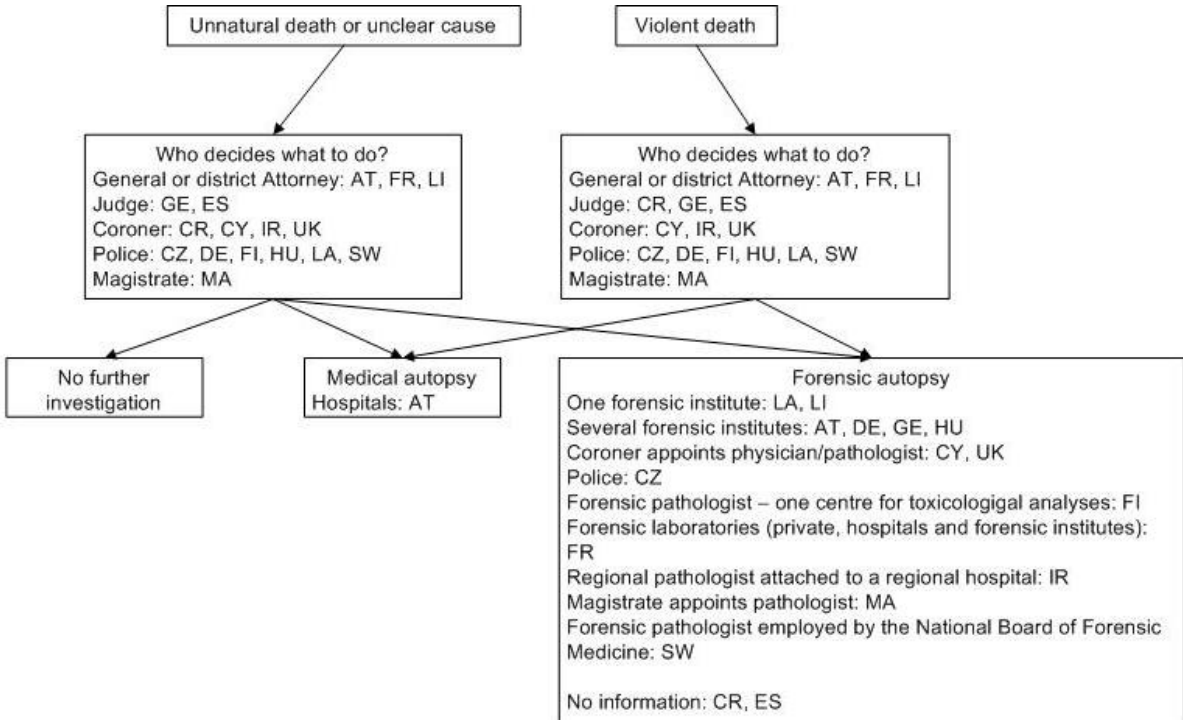 Unnatural death or unclear cause
Violent death
Who decides what to do?
General or district Attorney: AT, FR, LI
Judge: GE, ES
Coroner: CR, CY, IR, UK
Police: CZ, DE, FI, HU, LA, SW
Magistrate: MA
Who decides what to do?
General or district Attorney: AT, FR, LI
Judge: CR, GE, ES
Coroner: CY, IR, UK
Police: CZ, DE, FI, HU, LA, SW
Magistrate: MA
No further
investigation
Medical autopsy
Hospitals: AT
Forensic autopsy
One forensic institute: LA, LI
Several forensic institutes: AT, DE, GE, HU
Coroner appoints physician/pathologist: CY, UK
Police: CZ
Forensic pathologist – one centre for toxicologigal analyses: FI
Forensic laboratories (private, hospitals and forensic institutes):
FR
Regional pathologist attached to a regional hospital: IR
Magistrate appoints pathologist: MA
Forensic pathologist employed by the National Board of Forensic
Medicine: SW
No information: CR, ES